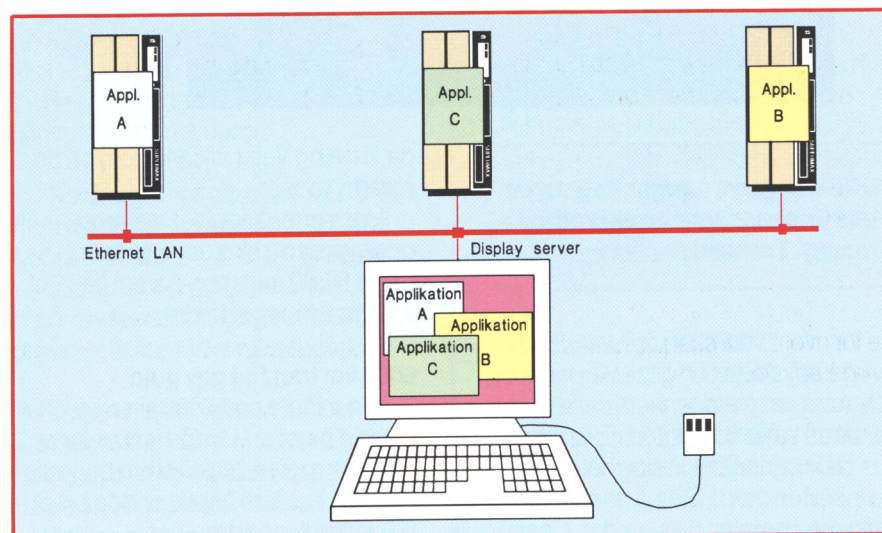 Appl.
A
Appl.
C
Appl.
B
Ethernet LAN
Display server
Applikation
A
Applikation
B
Applikation
C